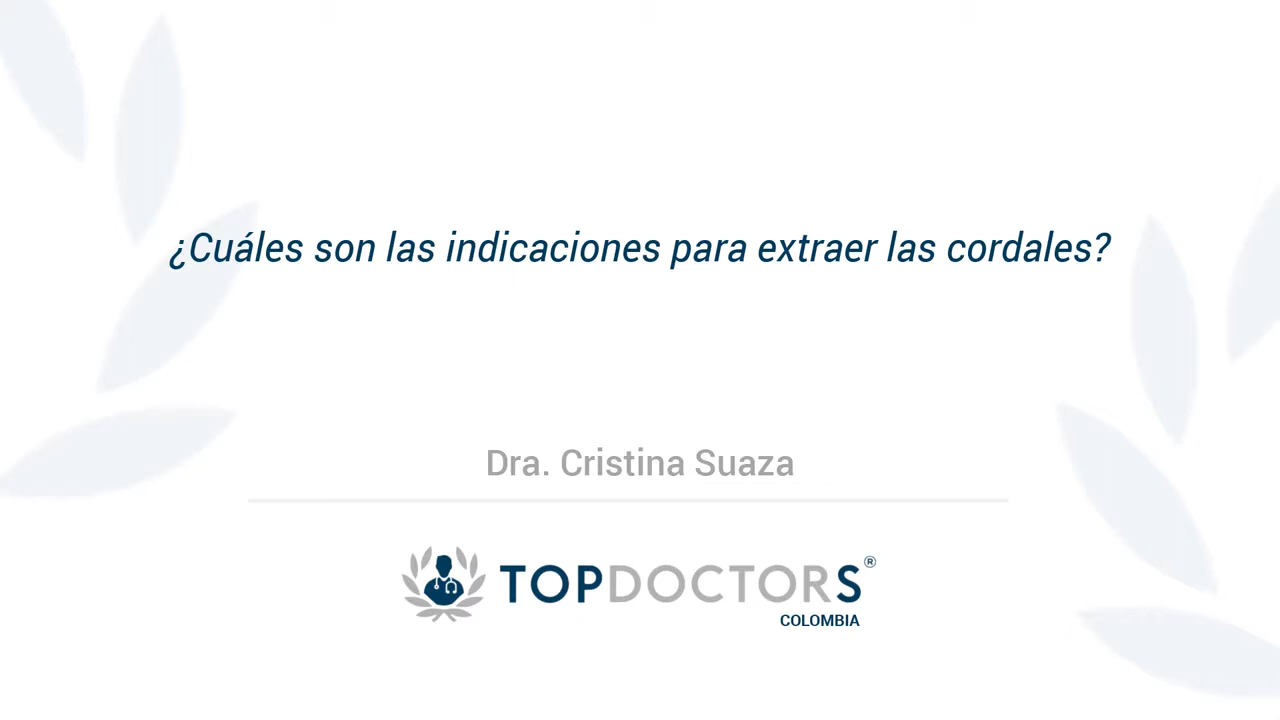 ¿Cuáles son las indicaciones para extraer las cordales?
Dra. Cristina Suaza
TOPDOCTORS®
COLOMBIA